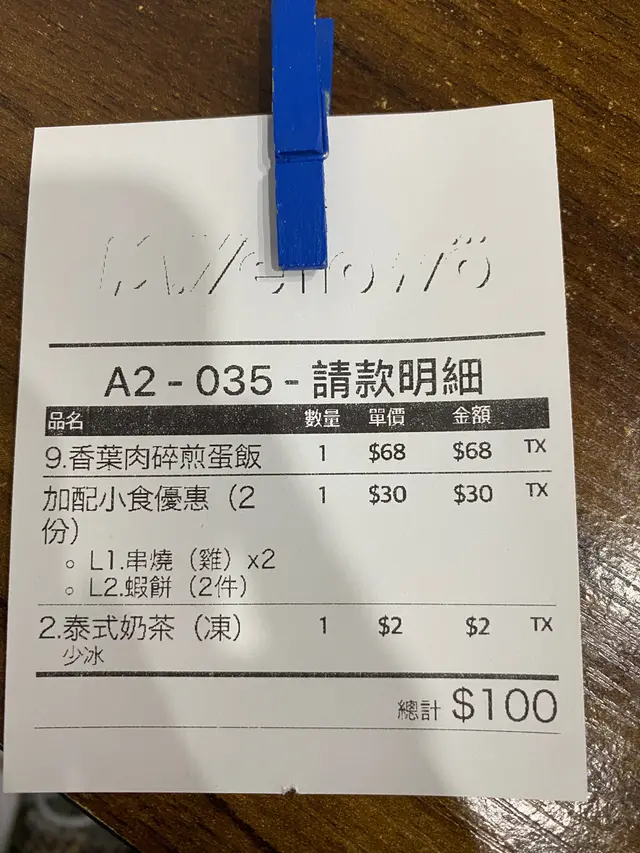 A2 - 035 - 請款明細
品名 數量 單價 金額
9.香葉肉碎煎蛋飯 1 $68 $68 TX
加配小食優惠（2 1 $30 $30 TX
份）
。 L1.串燒（雞）x2
。 L2.蝦餅（2件）
2.泰式奶茶（凍） 1 $2 $2 TX
少冰
總計 $100